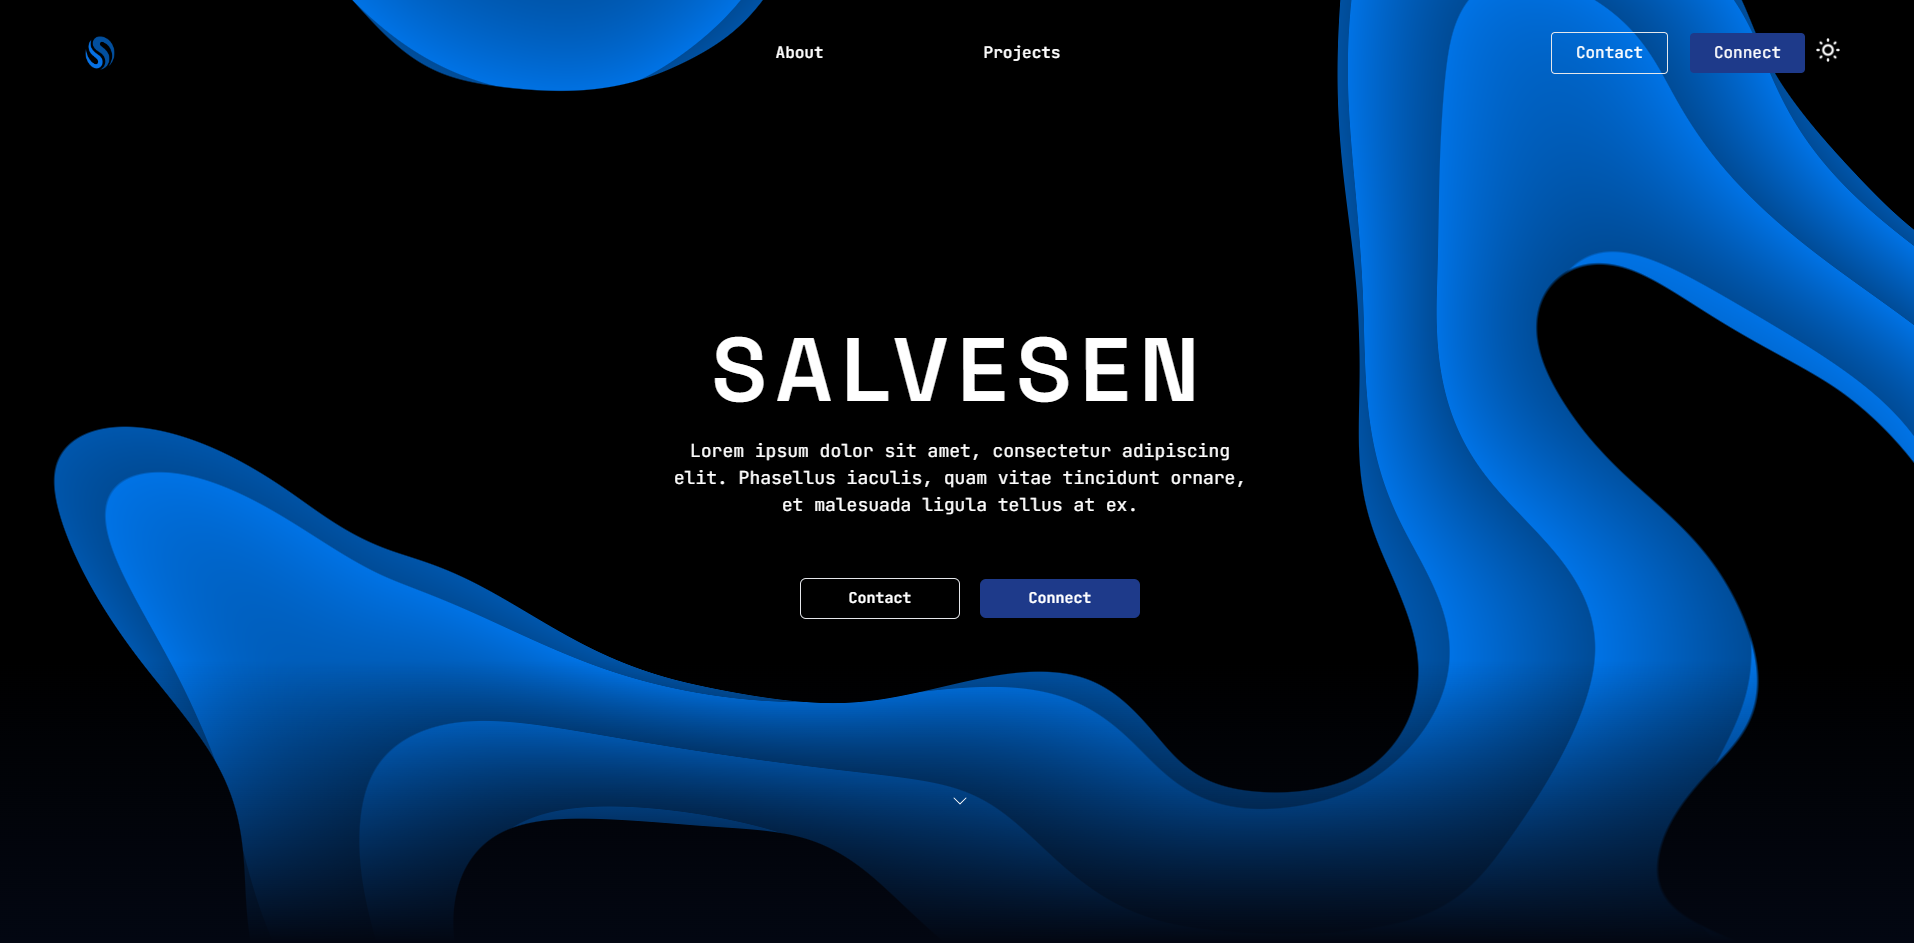 About
Projects
Contact
Connect
SALVESEN
Lorem ipsum dolor sit amet, consectetur adipiscing
elit. Phasellus iaculis, quam vitae tincidunt ornare,
et malesuada ligula tellus at ex.
Contact
Connect